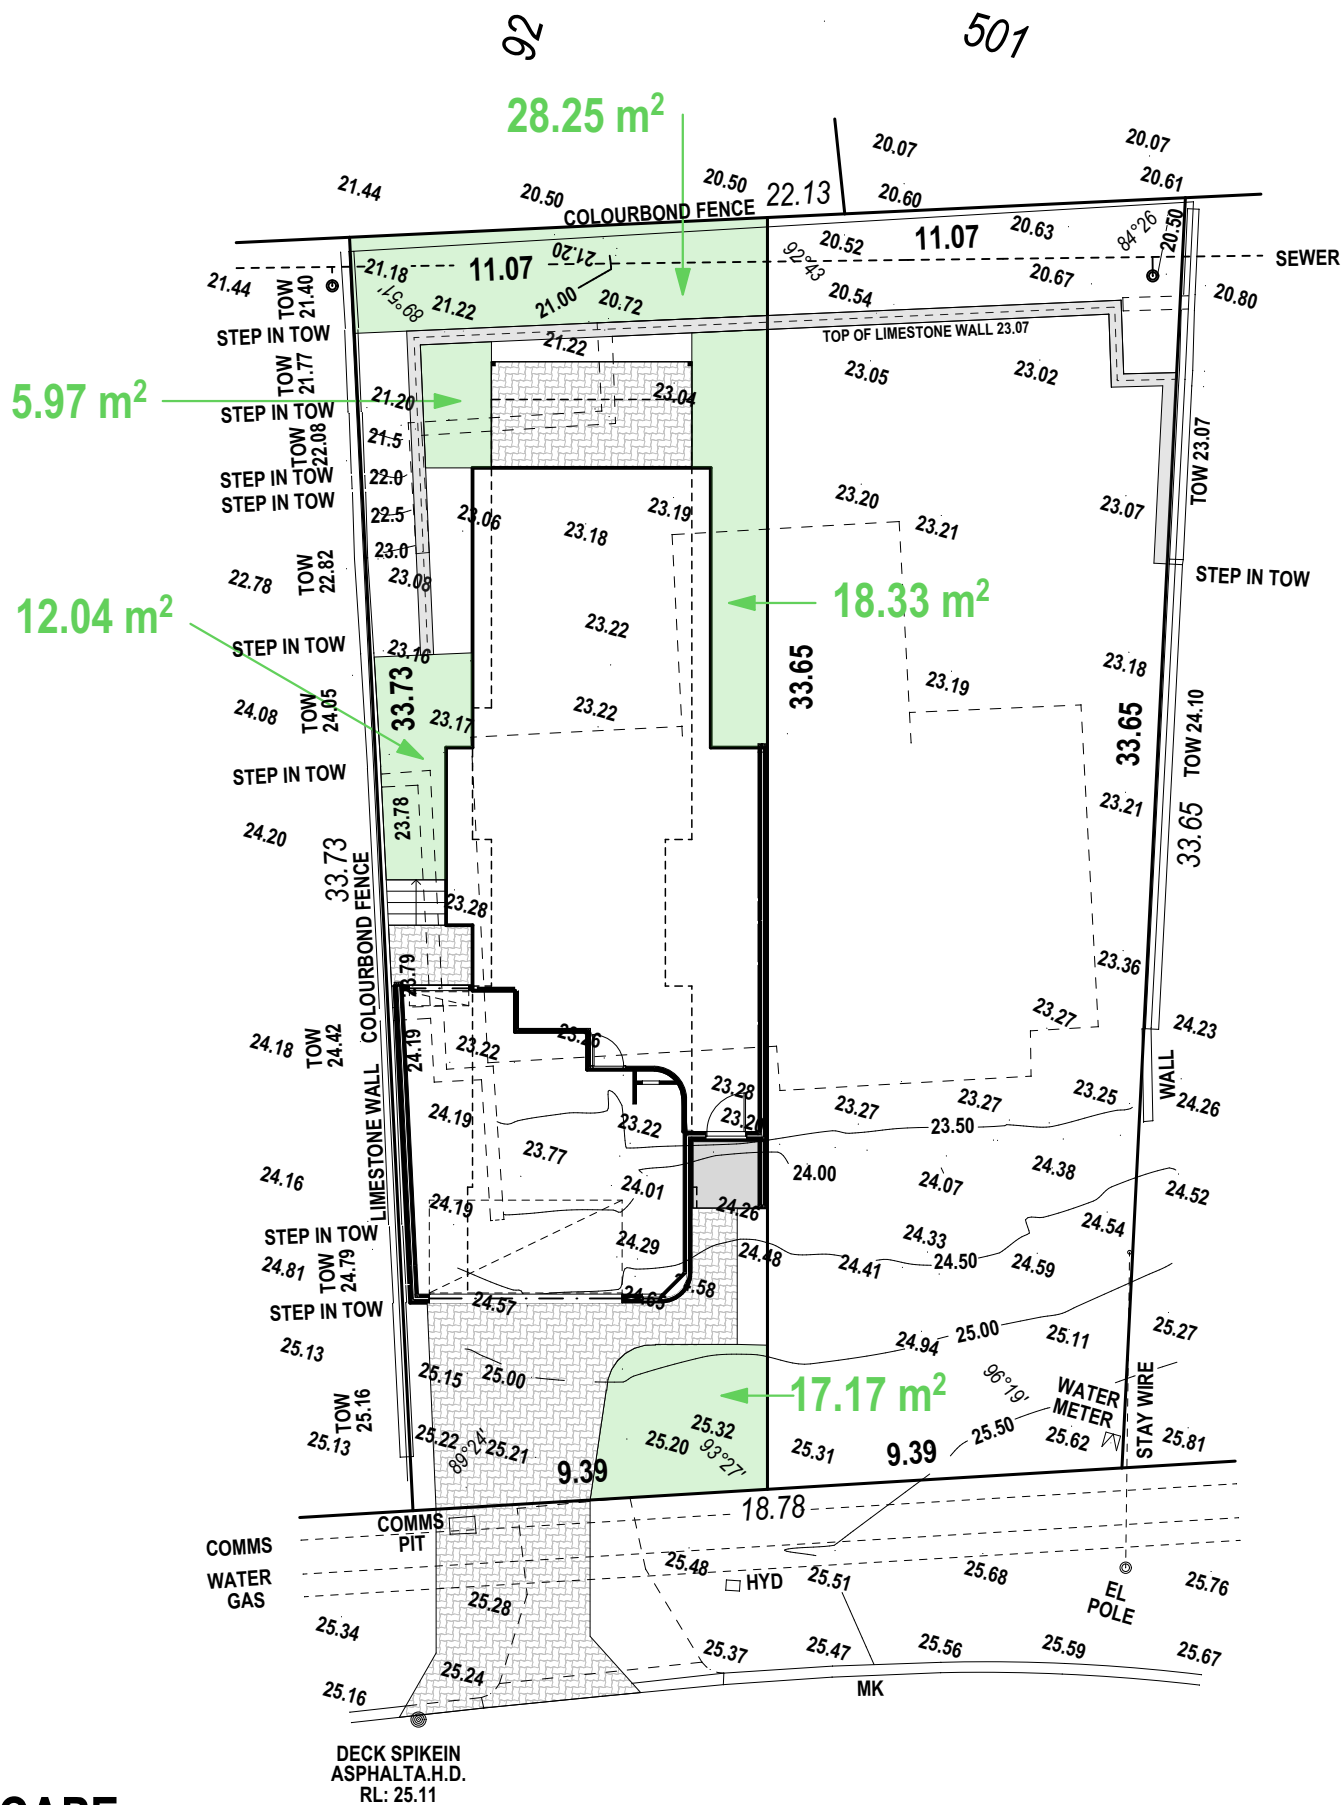 92
501
28.25 m²
20.07
20.07
21.44
20.50
20.50
22.13
20.60
20.61
COLOURBOND FENCE
11.07
21.20
11.07
20.52
20.63
84°26
20.50
SEWER
21.44
TOW 21.40
21.18
89°51'
21.22
21.00
20.72
92°43
20.54
20.67
20.80
STEP IN TOW
21.22
TOP OF LIMESTONE WALL 23.07
5.97 m²
TOW 21.77
21.20
23.04
23.05
23.02
STEP IN TOW
TOW 22.08
21.5
TOW 23.07
STEP IN TOW
22.0
STEP IN TOW
22.5
23.06
23.18
23.19
23.20
23.21
23.07
23.0
22.78
TOW 22.82
23.08
STEP IN TOW
12.04 m²
18.33 m²
23.22
STEP IN TOW
23.16
33.73
33.65
23.18
24.08
TOW 24.05
23.17
23.22
23.19
33.65
TOW 24.10
STEP IN TOW
23.78
23.21
24.20
33.73
COLOURBOND FENCE
33.65
23.28
23.79
23.36
24.18
TOW 24.42
24.19
23.22
23.26
23.27
24.23
LIMESTONE WALL
WALL
23.28
24.19
23.22
23.27
23.27
23.25
24.26
23.50
23.77
24.16
24.19
24.01
24.00
24.07
24.38
24.52
24.26
STEP IN TOW
24.29
24.48
24.33
24.54
24.81
TOW 24.79
24.41
24.50
24.59
STEP IN TOW
24.57
24.65
25.13
24.94
25.00
25.11
25.27
25.15
25.00
17.17 m²
96°19'
WATER
METER
STAY WIRE
TOW 25.16
25.13
25.22
89°24'
25.21
25.20
25.32
93°27'
25.31
25.50
25.62
25.81
9.39
9.39
18.78
COMMS
PIT
COMMS
WATER
GAS
25.48
HYD
25.51
25.68
EL
POLE
25.76
25.34
25.28
25.37
25.47
25.56
25.59
25.67
25.16
25.24
MK
DECK SPIKEIN
ASPHALTA.H.D.
RL: 25.11